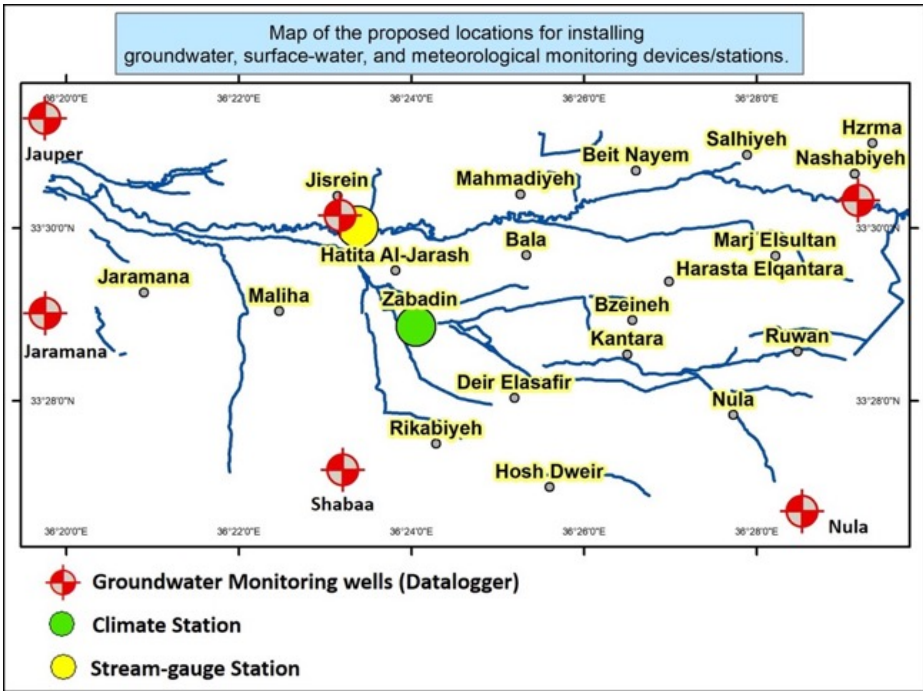 Map of the proposed locations for installing
groundwater, surface-water, and meteorological monitoring devices/stations.
36°20'0"E 36°22'0"E 36°24'0"E 36°26'0"E 36°28'0"E
Jauper
Jisrein
Mahmadiyeh
Beit Nayem
Salhiyeh
Hzrma
Nashabiyeh
33°30'0"N 33°30'0"N
Hatita Al-Jarash
Bala
Marj Elsultan
Harasta Elqantara
Jaramana
Maliha
Zabadin
Bzeineh
Jaramana
Kantara
Ruwan
33°28'0"N 33°28'0"N
Deir Elasafir
Nula
Rikabiyeh
Hosh Dweir
Shabaa
Nula
36°20'0"E 36°22'0"E 36°24'0"E 36°26'0"E 36°28'0"E
Groundwater Monitoring wells (Datalogger)
Climate Station
Stream-gauge Station